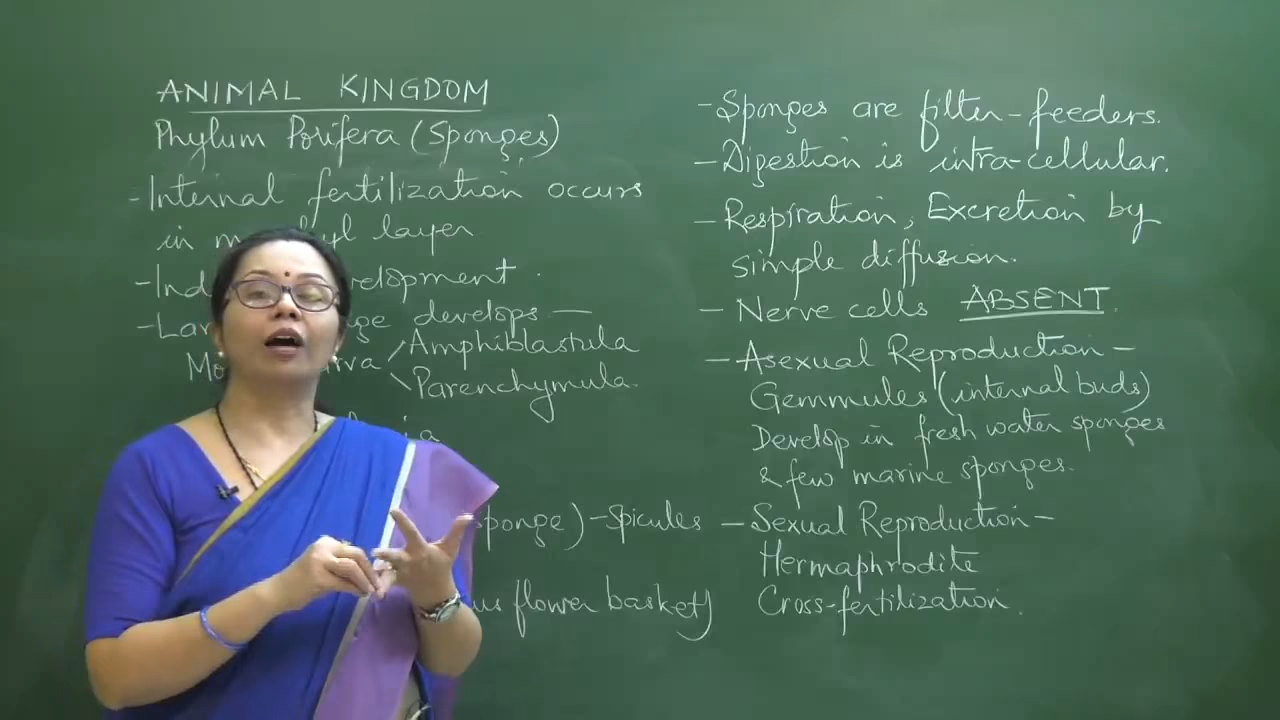 ANIMAL KINGDOM
Phylum Porifera (Sponges)
- Internal fertilization occurs
in layer
-
- develops —
Amphiblastula
Parenchymula.
sponge) - Spicules
flower basket)
- Sponges are filter-feeders.
- Digestion is intra-cellular.
- Respiration, Excretion by
simple diffusion.
- Nerve cells ABSENT.
- Asexual Reproduction -
Gemmules (internal buds)
Develop in fresh water sponges
& few marine sponges.
- Sexual Reproduction -
Hermaphrodite
Cross-fertilization.